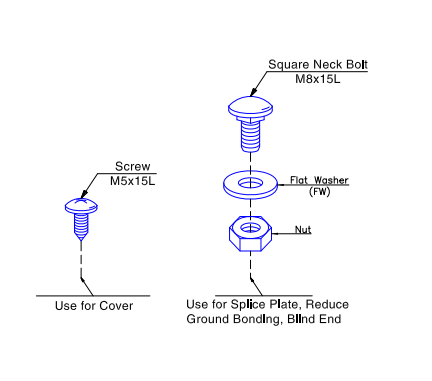 Square Neck Bolt
M8x15L
Screw
M5x15L
Flat Washer
(FW)
Nut
Use for Cover
Use for Splice Plate, Reduce
Ground Bonding, Blind End